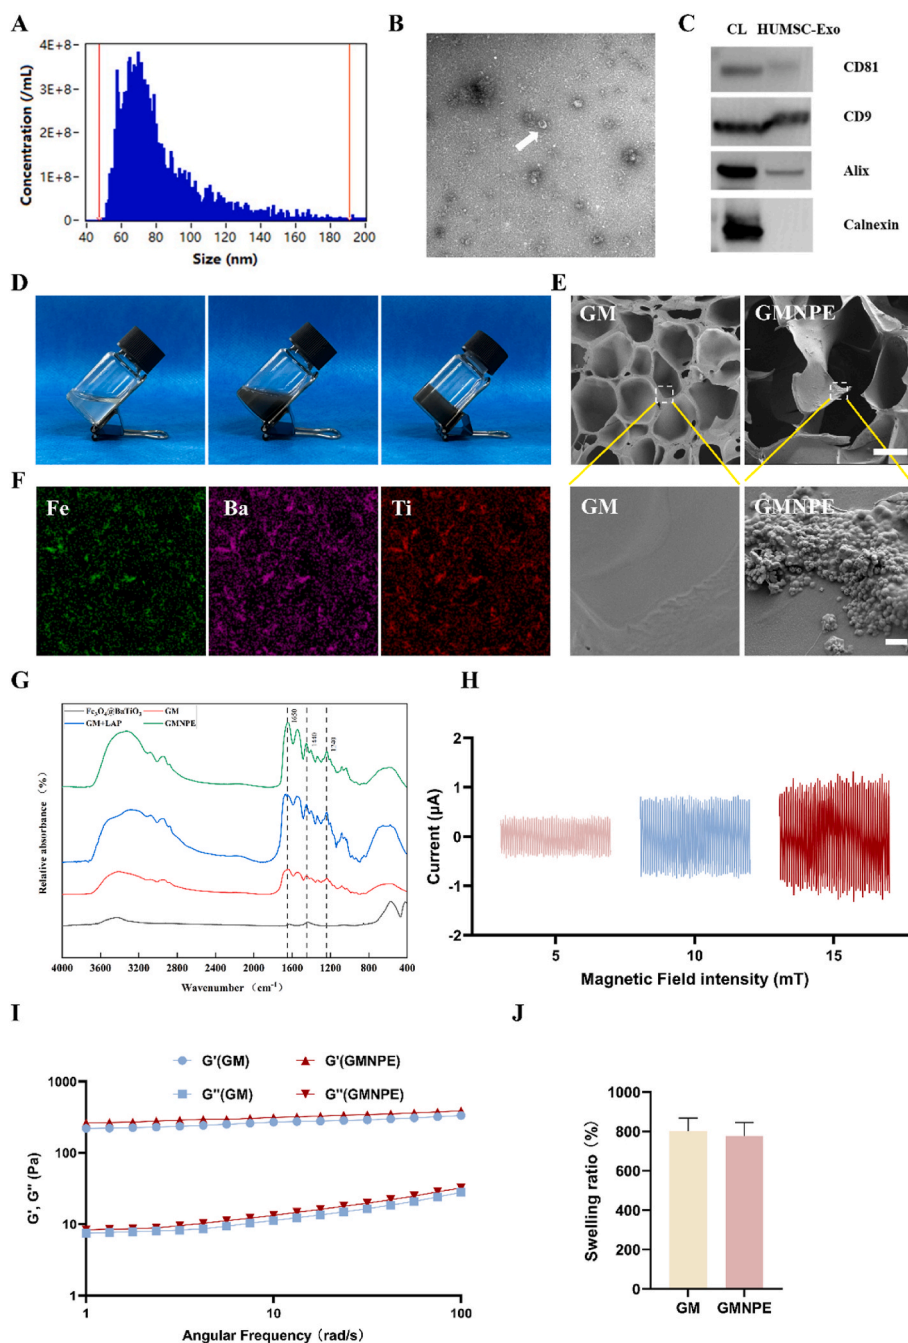 A
Concentration (/mL)
4E+8
3E+8
2E+8
1E+8
0
40 60 80 100 120 140 160 180 200
Size (nm)
B
C
CL HUMSC-Exo
CD81
CD9
Alix
Calnexin
D
E
GM
GMNPE
GM
GMNPE
F
Fe
Ba
Ti
G
Fe3O4@BaTiO3
GM
GM+LAP
GMNPE
1650
1440
1240
Relative absorbance (%)
4000 3600 3200 2800 2400 2000 1600 1200 800 400
Wavenumber (cm-1)
H
Current (μA)
2
1
0
-1
-2
5 10 15
Magnetic Field intensity (mT)
I
G'(GM)
G'(GMNPE)
G''(GM)
G''(GMNPE)
G', G'' (Pa)
1000
100
10
1
1 10 100
Angular Frequency (rad/s)
J
Swelling ratio (%)
1000
800
600
400
200
0
GM GMNPE